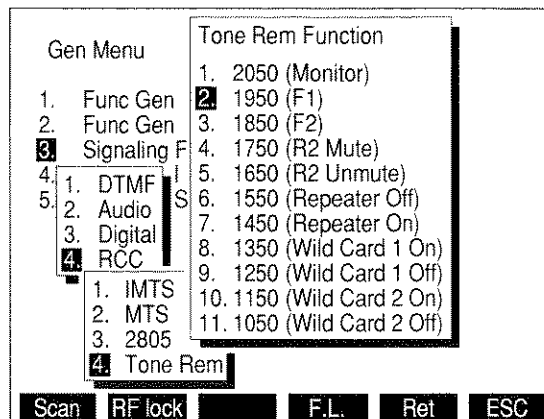 Gen Menu
1. Func Gen
2. Func Gen
3. Signaling F
4. I
5. S
1. DTMF
2. Audio
3. Digital
4. RCC
1. IMTS
2. MTS
3. 2805
4. Tone Rem
Tone Rem Function
1. 2050 (Monitor)
2. 1950 (F1)
3. 1850 (F2)
4. 1750 (R2 Mute)
5. 1650 (R2 Unmute)
6. 1550 (Repeater Off)
7. 1450 (Repeater On)
8. 1350 (Wild Card 1 On)
9. 1250 (Wild Card 1 Off)
10. 1150 (Wild Card 2 On)
11. 1050 (Wild Card 2 Off)
Scan RF lock F.L. Ret ESC